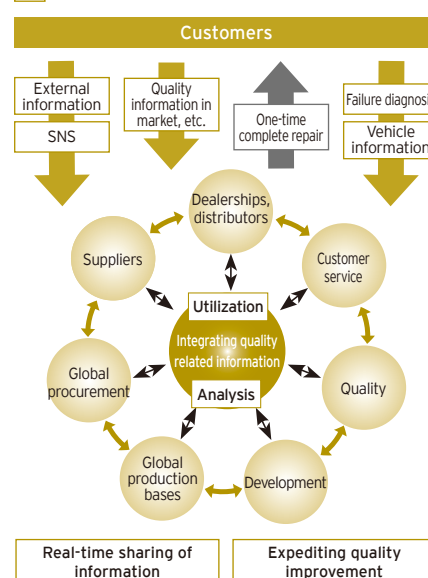 Customers
External
information
SNS
Quality
information in
market, etc.
One-time
complete repair
Failure diagnosis
Vehicle
information
Dealerships,
distributors
Suppliers
Customer
service
Utilization
Integrating quality
related information
Analysis
Global
procurement
Quality
Global
production
bases
Development
Real-time sharing of
information
Expediting quality
improvement